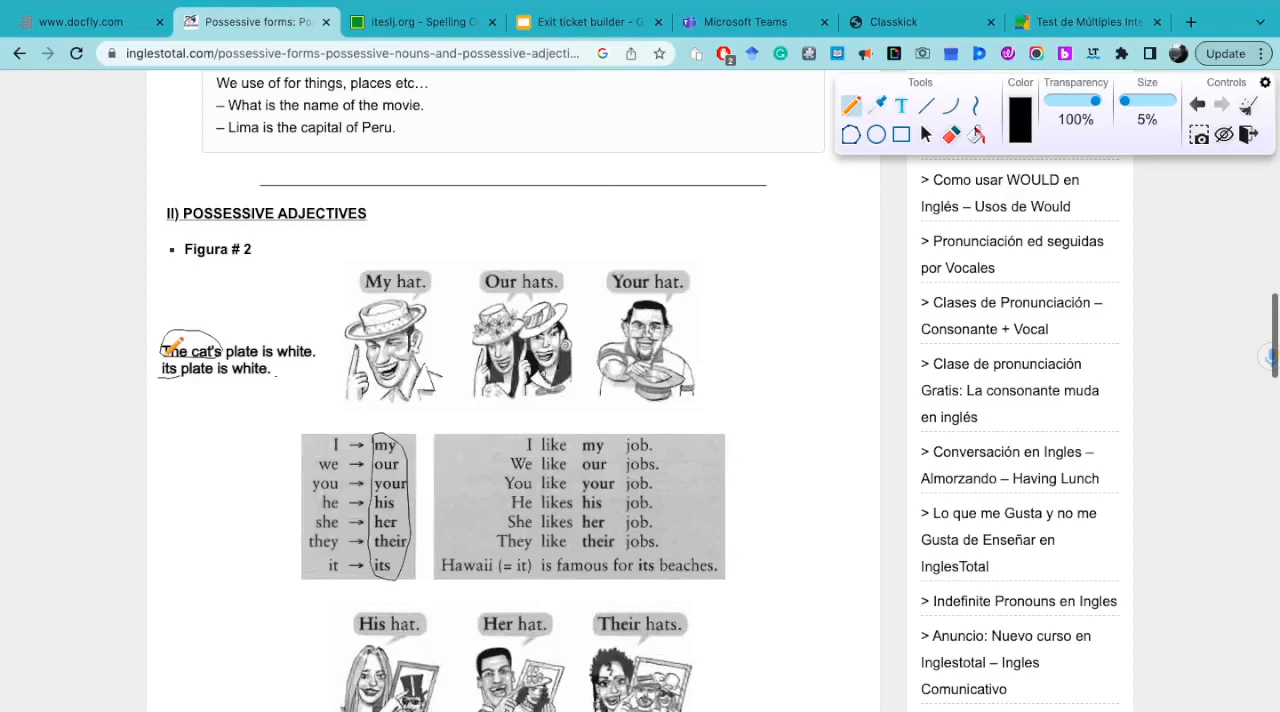 www.docfly.com
Possessive forms: Po
iteslj.org - Spelling C
Exit ticket builder - G
Microsoft Teams
Classkick
Test de Múltiples Inte
inglestotal.com/possessive-forms-possessive-nouns-and-possessive-adjecti...
2
Update
Tools
Color
Transparency
Size
Controls
100%
5%
We use of for things, places etc…
– What is the name of the movie.
– Lima is the capital of Peru.
II) POSSESSIVE ADJECTIVES
Figura # 2
My hat.
Our hats.
Your hat.
The cat's plate is white.
its plate is white.
I → my
we → our
you → your
he → his
she → her
they → their
it → its
I like my job.
We like our jobs.
You like your job.
He likes his job.
She likes her job.
They like their jobs.
Hawaii (= it) is famous for its beaches.
His hat.
Her hat.
Their hats.
> Como usar WOULD en
Inglés – Usos de Would
> Pronunciación ed seguidas
por Vocales
> Clases de Pronunciación –
Consonante + Vocal
> Clase de pronunciación
Gratis: La consonante muda
en inglés
> Conversación en Ingles –
Almorzando – Having Lunch
> Lo que me Gusta y no me
Gusta de Enseñar en
InglesTotal
> Indefinite Pronouns en Ingles
> Anuncio: Nuevo curso en
Inglestotal – Ingles
Comunicativo